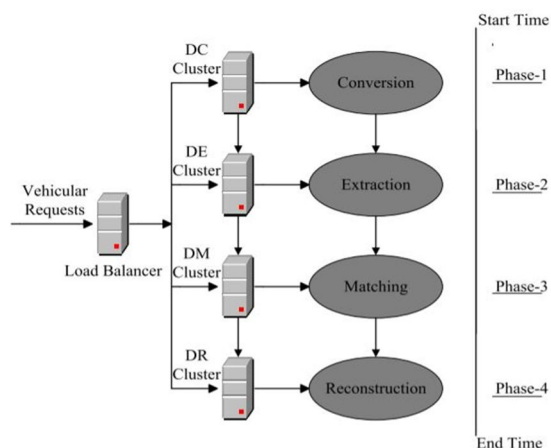 Start Time
DC
Cluster
Conversion
Phase-1
DE
Cluster
Extraction
Phase-2
Vehicular
Requests
Load Balancer
DM
Cluster
Matching
Phase-3
DR
Cluster
Reconstruction
Phase-4
End Time